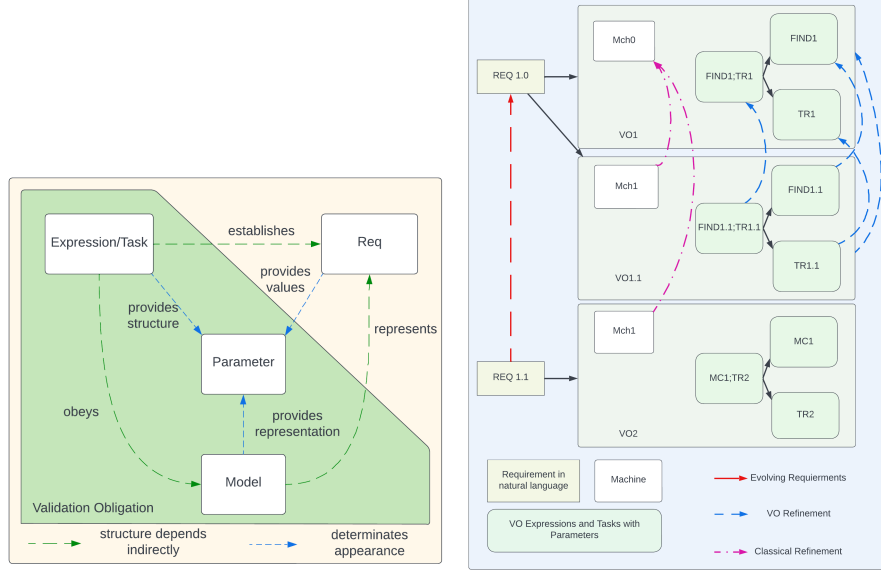 Expression/Task
establishes
Req
provides
values
provides
structure
represents
Parameter
obeys
provides
representation
Model
Validation Obligation
structure depends
indirectly
determinates
appearance
Mch0
FIND1
REQ 1.0
FIND1;TR1
TR1
VO1
Mch1
FIND1.1
FIND1.1;TR1.1
TR1.1
VO1.1
Mch1
MC1
REQ 1.1
MC1;TR2
TR2
VO2
Requirement in
natural language
Machine
Evolving Requierments
VO Expressions and Tasks with
Parameters
VO Refinement
Classical Refinement